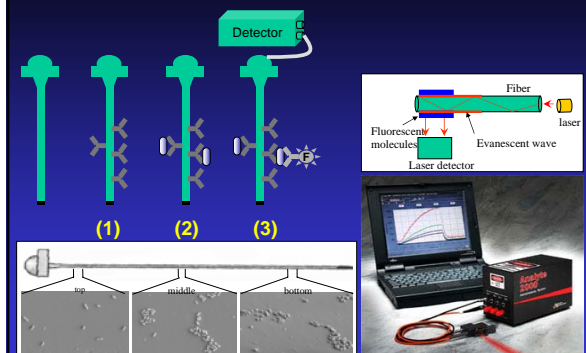 Detector
F
(1)
(2)
(3)
Fiber
laser
Fluorescent
molecules
Evanescent wave
Laser detector
top
middle
bottom
Analyte
2000